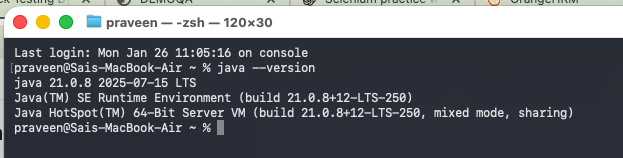 DEMOQA
Selenium practice
OrangeHRM
praveen — -zsh — 120×30
Last login: Mon Jan 26 11:05:16 on console
[praveen@Sais-MacBook-Air ~ % java --version
java 21.0.8 2025-07-15 LTS
Java(TM) SE Runtime Environment (build 21.0.8+12-LTS-250)
Java HotSpot(TM) 64-Bit Server VM (build 21.0.8+12-LTS-250, mixed mode, sharing)
praveen@Sais-MacBook-Air ~ %